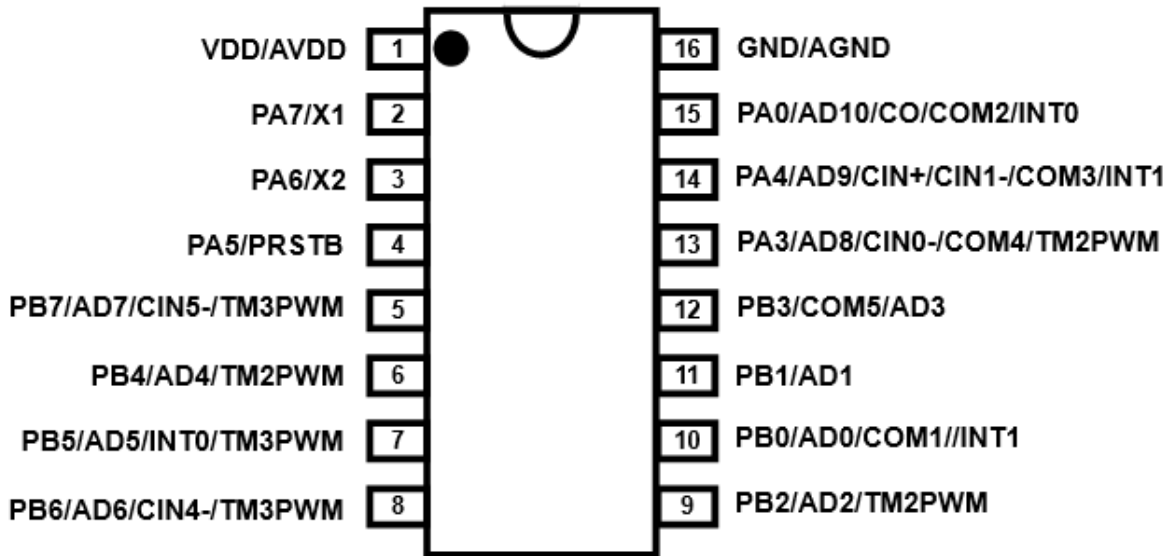 VDD/AVDD 1 16 GND/AGND
PA7/X1 2 15 PA0/AD10/CO/COM2/INT0
PA6/X2 3 14 PA4/AD9/CIN+/CIN1-/COM3/INT1
PA5/PRSTB 4 13 PA3/AD8/CIN0-/COM4/TM2PWM
PB7/AD7/CIN5-/TM3PWM 5 12 PB3/COM5/AD3
PB4/AD4/TM2PWM 6 11 PB1/AD1
PB5/AD5/INT0/TM3PWM 7 10 PB0/AD0/COM1//INT1
PB6/AD6/CIN4-/TM3PWM 8 9 PB2/AD2/TM2PWM